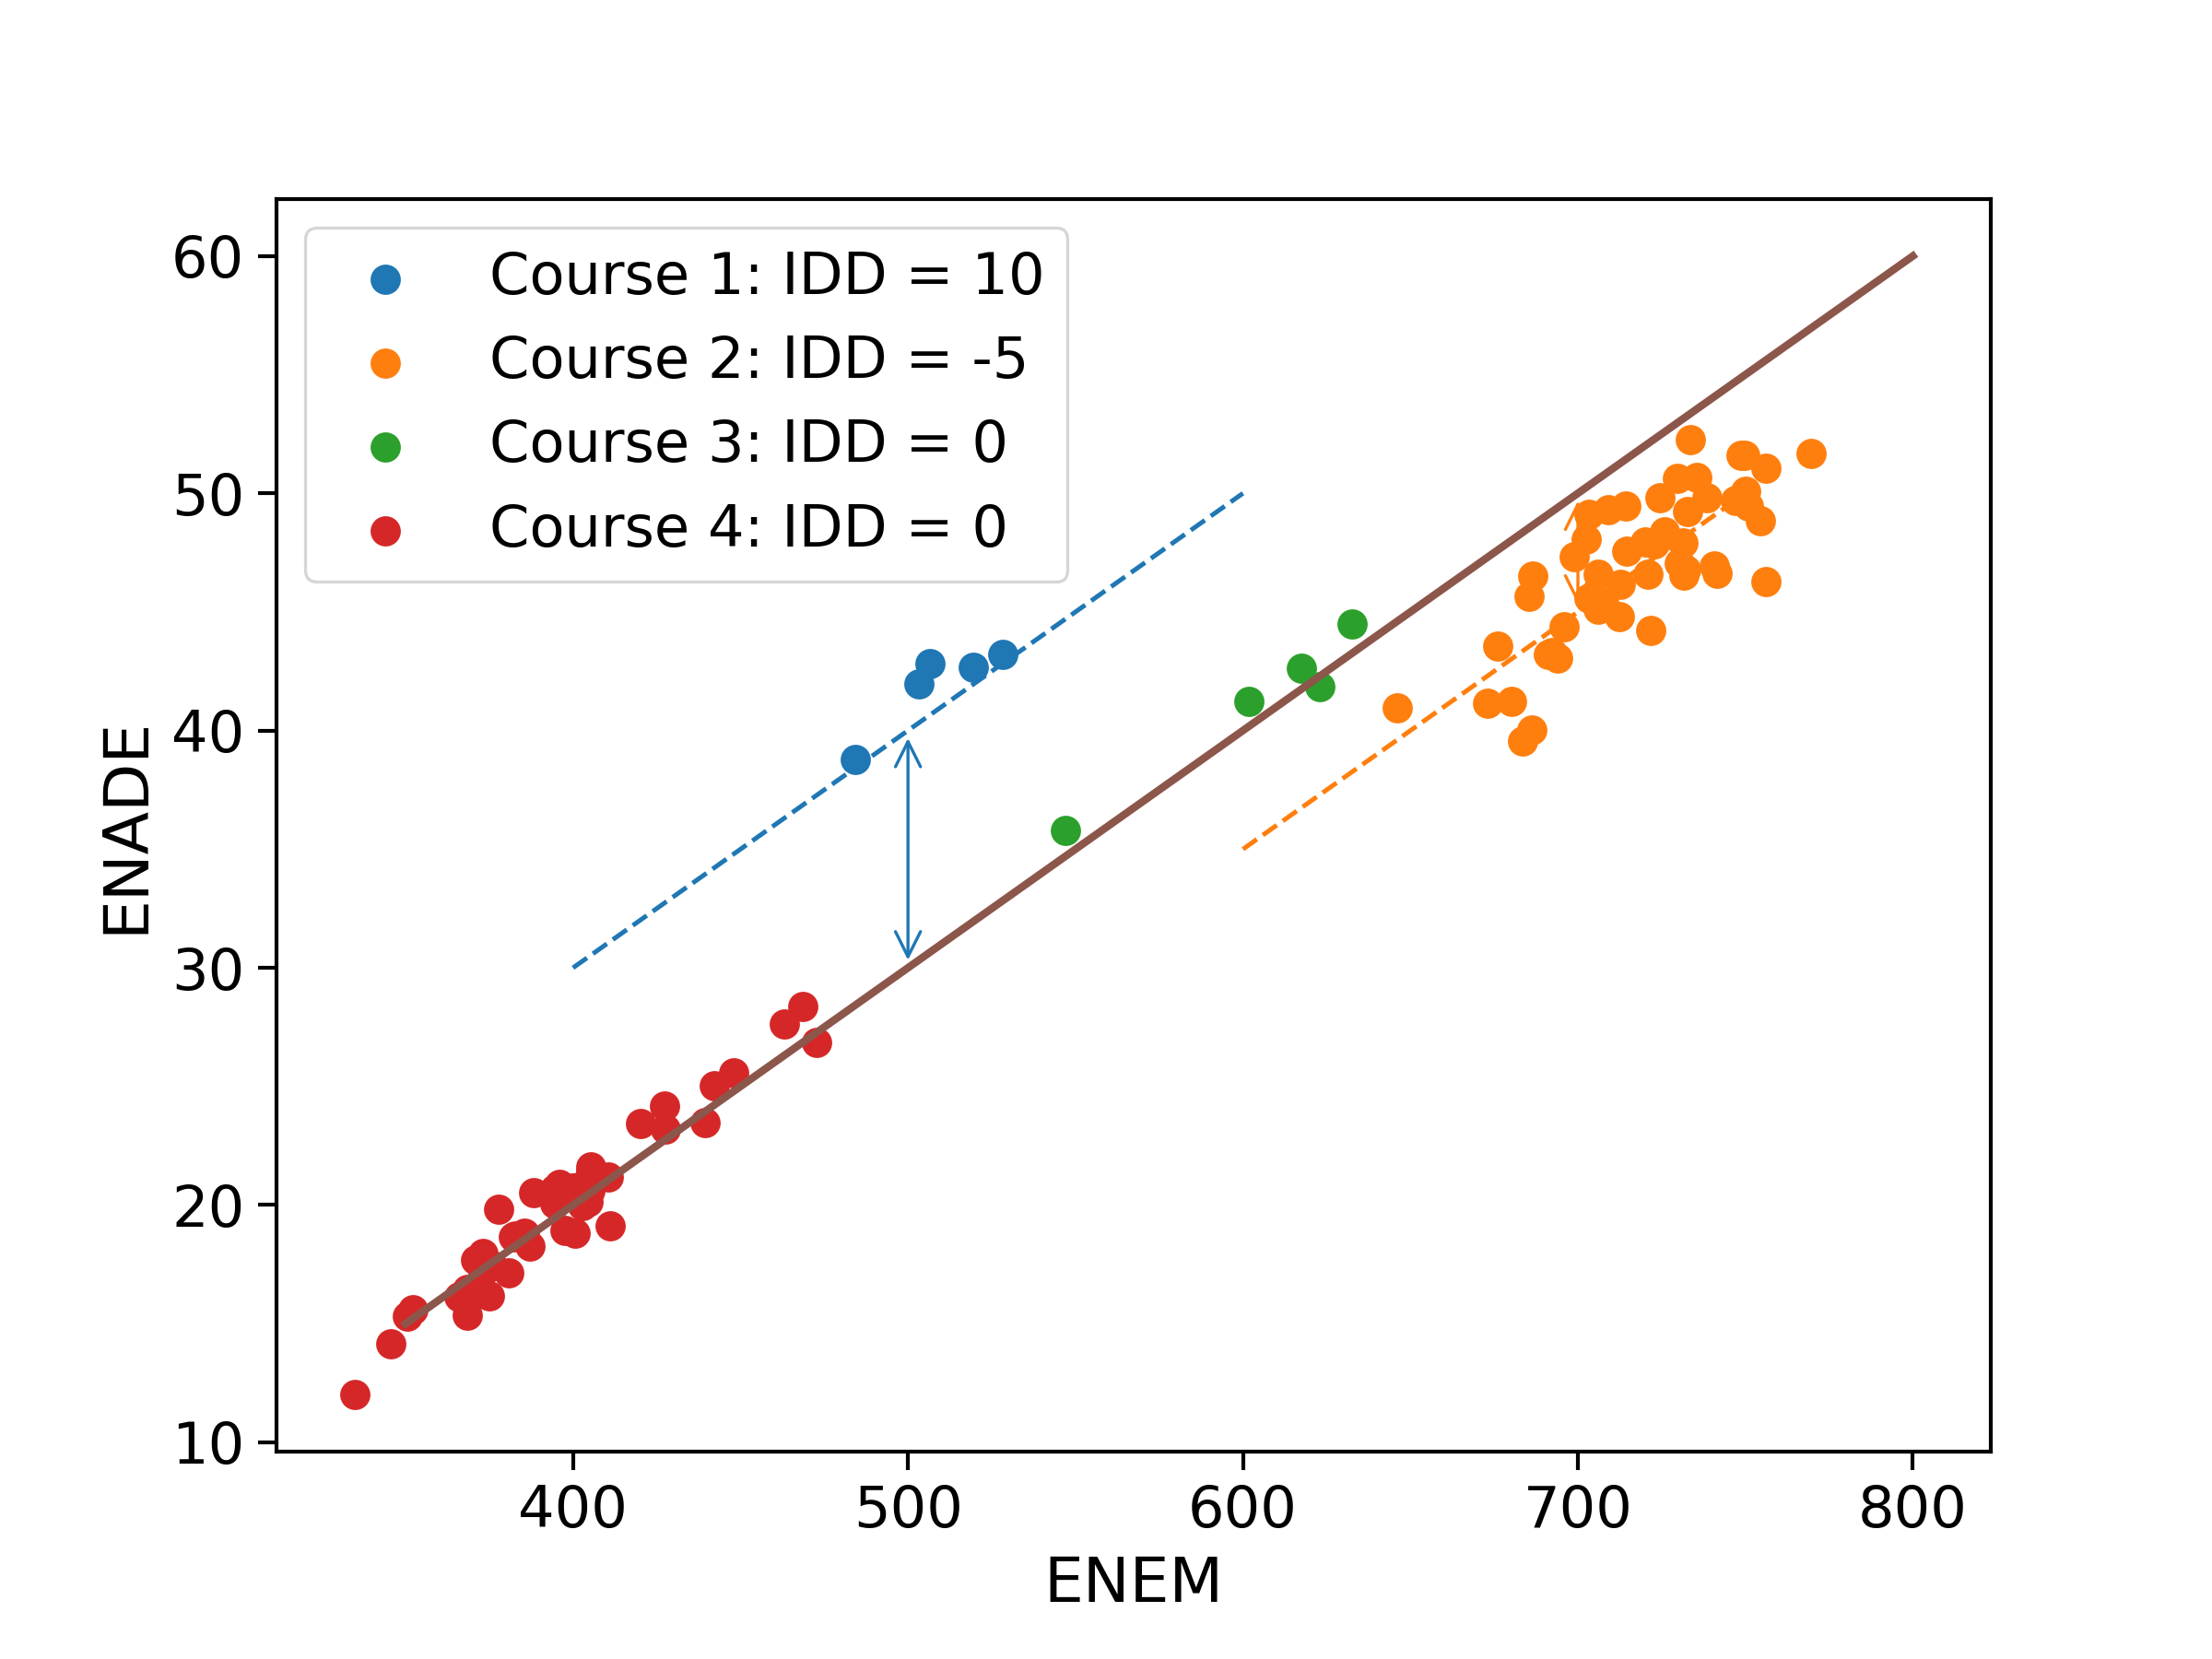 Course 1: IDD = 10
Course 2: IDD = -5
Course 3: IDD = 0
Course 4: IDD = 0
60
50
40
30
20
10
ENADE
400 500 600 700 800
ENEM